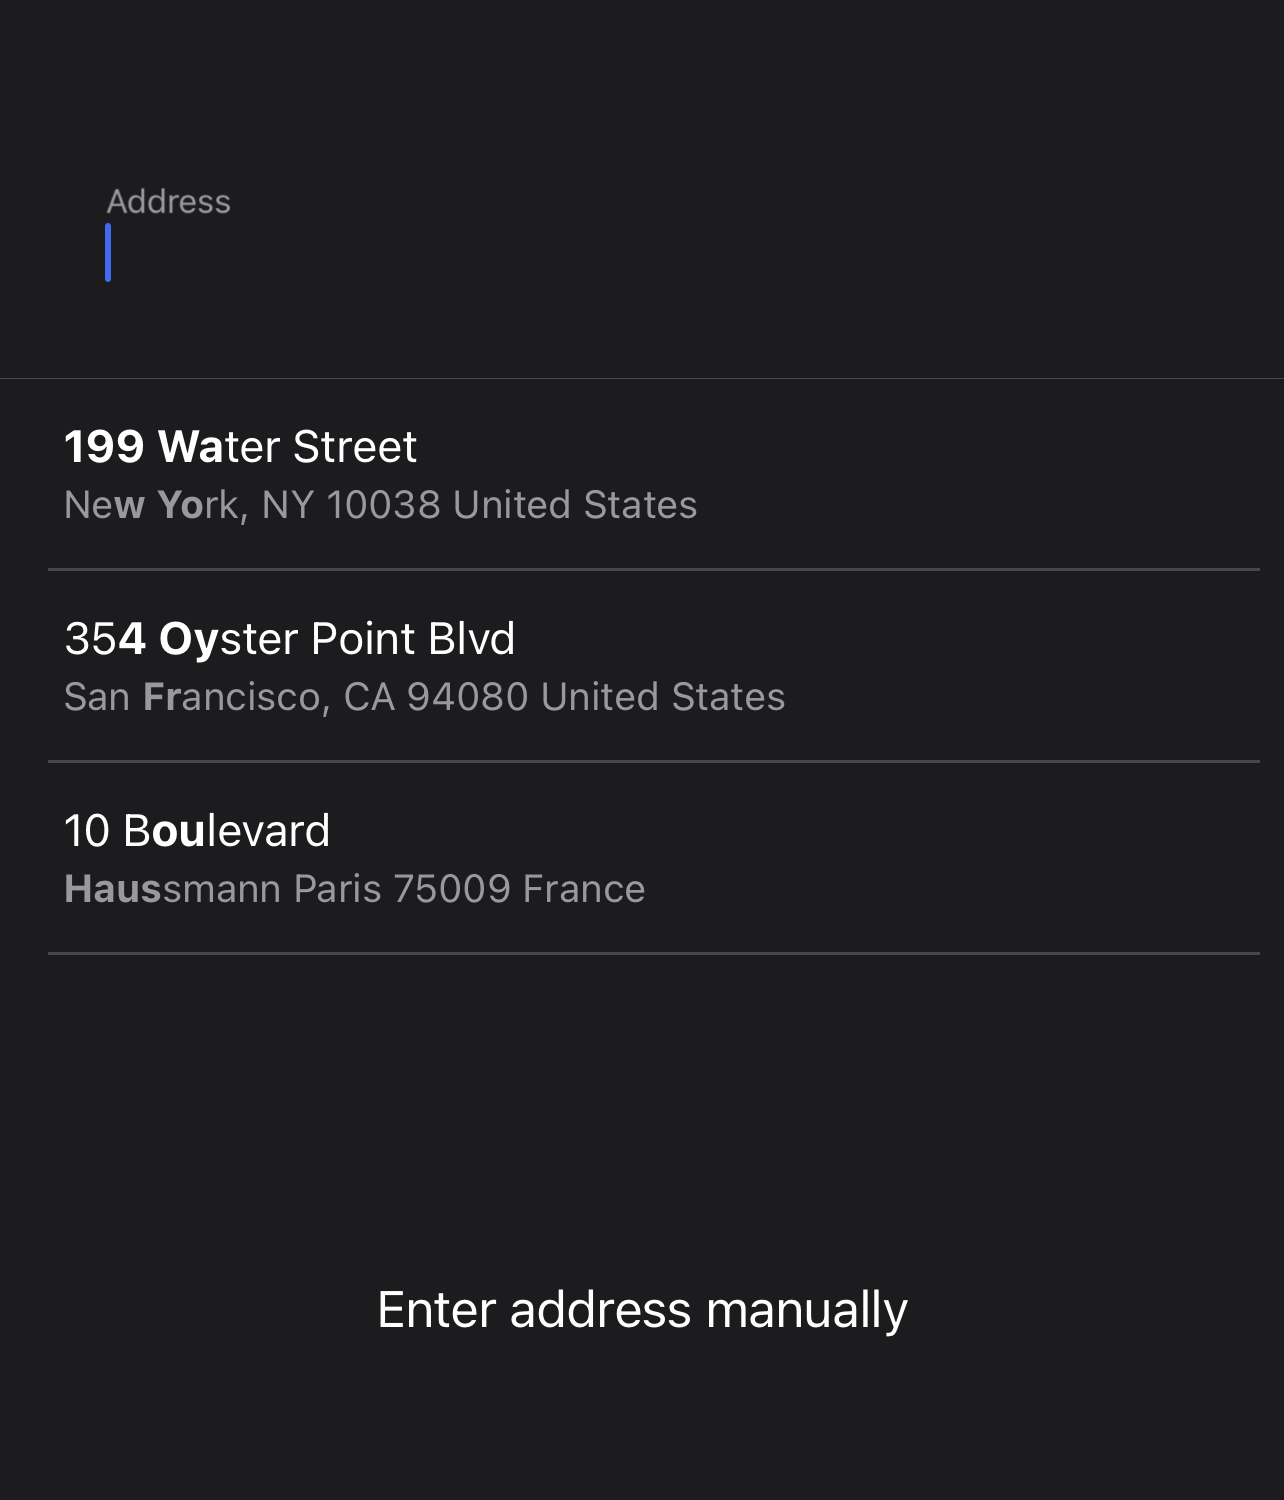 Address
199 Water Street
New York, NY 10038 United States
354 Oyster Point Blvd
San Francisco, CA 94080 United States
10 Boulevard
Haussmann Paris 75009 France
Enter address manually